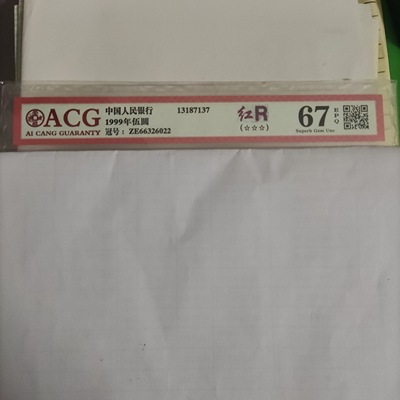 ACG
AI CANG GUARANTY
中国人民银行 13187137
1999年伍圆
冠号：ZE66326022
红R
(☆☆☆)
67 EPQ
Superb Gem Unc